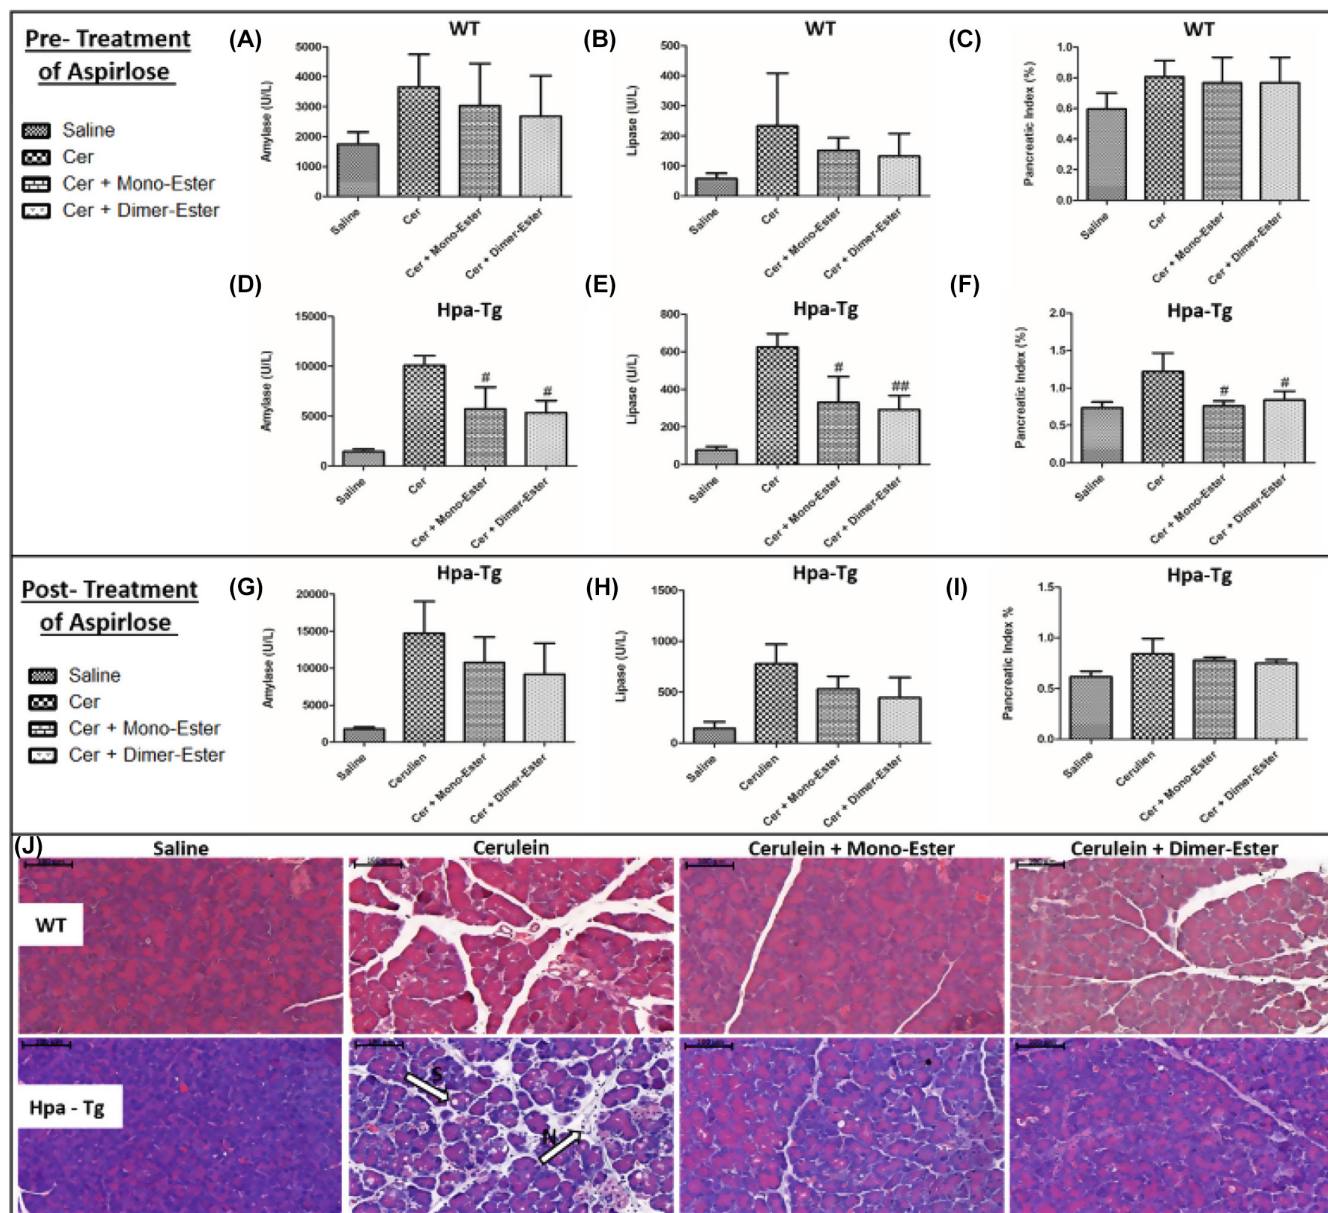 Pre- Treatment
of Aspirlose
Saline
Cer
Cer + Mono-Ester
Cer + Dimer-Ester
(A)
WT
Amylase (U/L)
5000
4000
3000
2000
1000
0
Saline
Cer
Cer + Mono-Ester
Cer + Dimer-Ester
(B)
WT
Lipase (U/L)
500
400
300
200
100
0
Saline
Cer
Cer + Mono-Ester
Cer + Dimer-Ester
(C)
WT
Pancreatic Index (%)
1.0
0.8
0.6
0.4
0.2
0.0
Saline
Cer
Cer + Mono-Ester
Cer + Dimer-Ester
(D)
Hpa-Tg
Amylase (U/L)
15000
10000
5000
0
#
#
Saline
Cer
Cer + Mono-Ester
Cer + Dimer-Ester
(E)
Hpa-Tg
Lipase (U/L)
800
600
400
200
0
#
##
Saline
Cer
Cer + Mono-Ester
Cer + Dimer-Ester
(F)
Hpa-Tg
Pancreatic Index (%)
2.0
1.5
1.0
0.5
0.0
#
#
Saline
Cer
Cer + Mono-Ester
Cer + Dimer-Ester
Post- Treatment
of Aspirlose
Saline
Cer
Cer + Mono-Ester
Cer + Dimer-Ester
(G)
Hpa-Tg
Amylase (U/L)
20000
15000
10000
5000
0
Saline
Cerulien
Cer + Mono-Ester
Cer + Dimer-Ester
(H)
Hpa-Tg
Lipase (U/L)
1500
1000
500
0
Saline
Cerulien
Cer + Mono-Ester
Cer + Dimer-Ester
(I)
Hpa-Tg
Pancreatic Index %
1.5
1.0
0.5
0.0
Saline
Cerulien
Cer + Mono-Ester
Cer + Dimer-Ester
(J)
Saline
Cerulein
Cerulein + Mono-Ester
Cerulein + Dimer-Ester
WT
Hpa - Tg
S
N